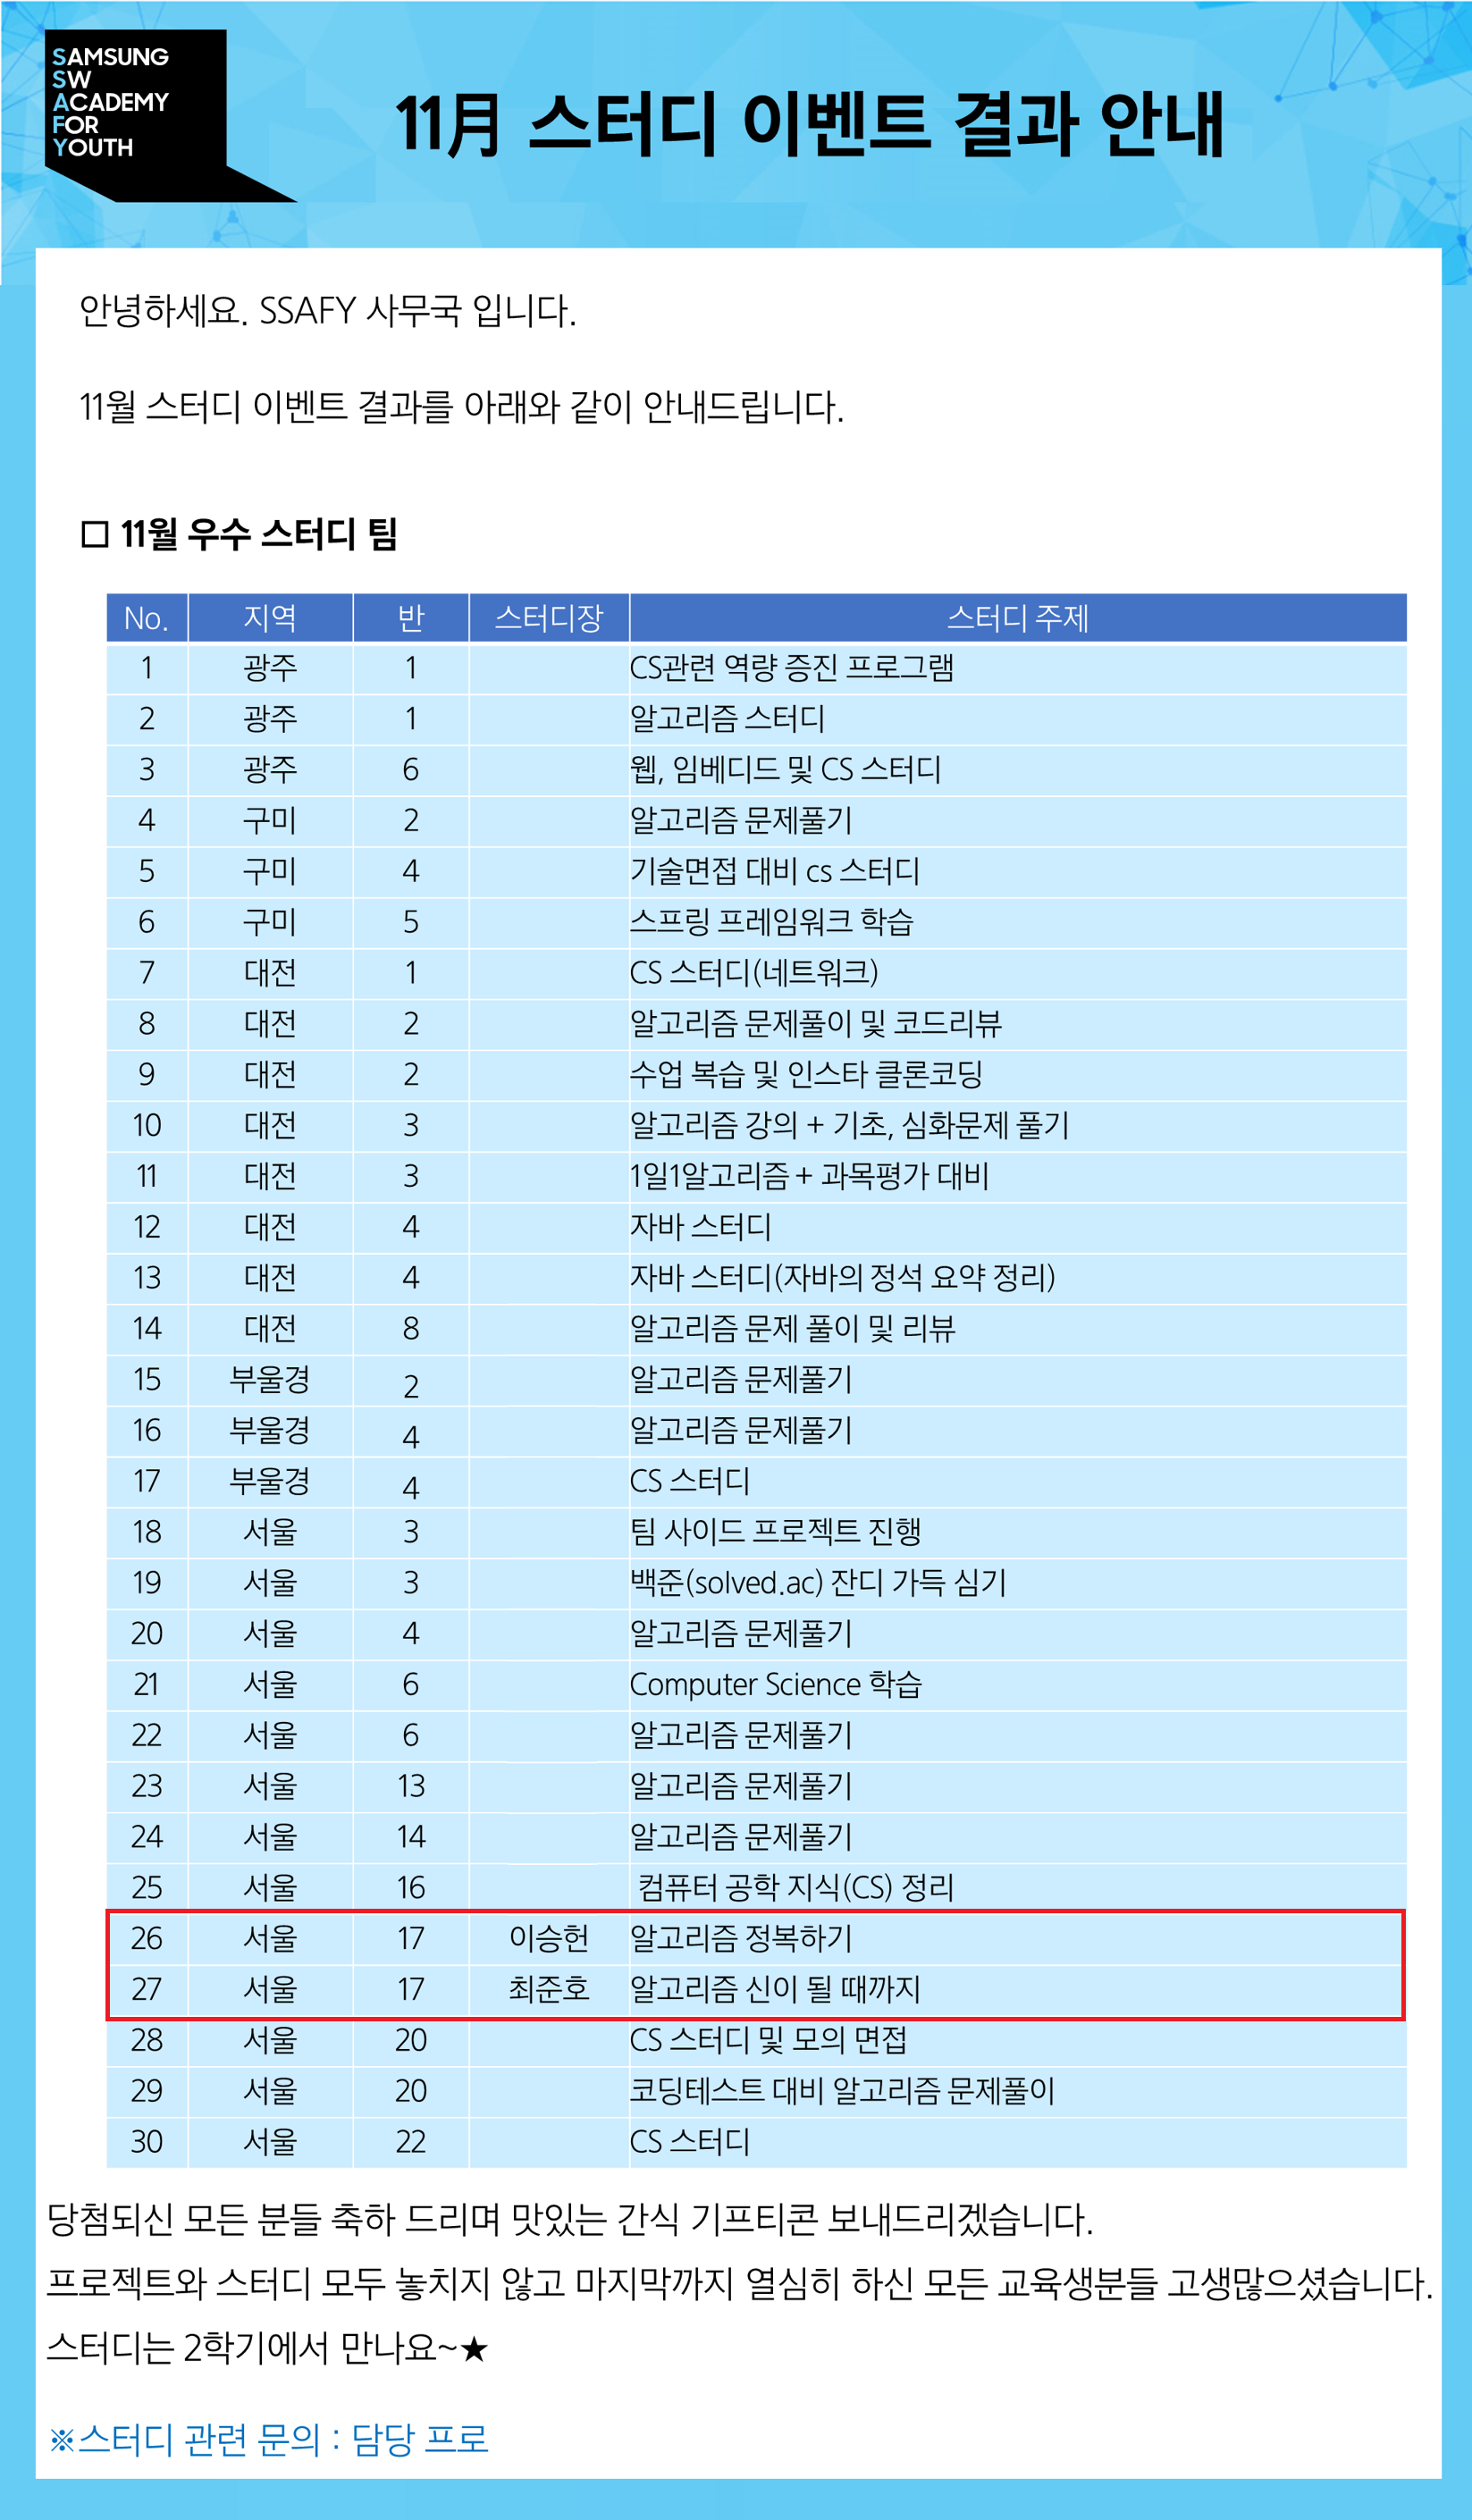 SAMSUNG
SW
ACADEMY
FOR
YOUTH
11月 스터디 이벤트 결과 안내
안녕하세요. SSAFY 사무국 입니다.
11월 스터디 이벤트 결과를 아래와 같이 안내드립니다.
□ 11월 우수 스터디 팀
No. 지역 반 스터디장 스터디 주제
1 광주 1 CS관련 역량 증진 프로그램
2 광주 1 알고리즘 스터디
3 광주 6 웹, 임베디드 및 CS 스터디
4 구미 2 알고리즘 문제풀기
5 구미 4 기술면접 대비 cs 스터디
6 구미 5 스프링 프레임워크 학습
7 대전 1 CS 스터디(네트워크)
8 대전 2 알고리즘 문제풀이 및 코드리뷰
9 대전 2 수업 복습 및 인스타 클론코딩
10 대전 3 알고리즘 강의 + 기초, 심화문제 풀기
11 대전 3 1일1알고리즘 + 과목평가 대비
12 대전 4 자바 스터디
13 대전 4 자바 스터디(자바의 정석 요약 정리)
14 대전 8 알고리즘 문제 풀이 및 리뷰
15 부울경 2 알고리즘 문제풀기
16 부울경 4 알고리즘 문제풀기
17 부울경 4 CS 스터디
18 서울 3 팀 사이드 프로젝트 진행
19 서울 3 백준(solved.ac) 잔디 가득 심기
20 서울 4 알고리즘 문제풀기
21 서울 6 Computer Science 학습
22 서울 6 알고리즘 문제풀기
23 서울 13 알고리즘 문제풀기
24 서울 14 알고리즘 문제풀기
25 서울 16 컴퓨터 공학 지식(CS) 정리
26 서울 17 이승헌 알고리즘 정복하기
27 서울 17 최준호 알고리즘 신이 될 때까지
28 서울 20 CS 스터디 및 모의 면접
29 서울 20 코딩테스트 대비 알고리즘 문제풀이
30 서울 22 CS 스터디
당첨되신 모든 분들 축하 드리며 맛있는 간식 기프티콘 보내드리겠습니다.
프로젝트와 스터디 모두 놓치지 않고 마지막까지 열심히 하신 모든 교육생분들 고생많으셨습니다.
스터디는 2학기에서 만나요~★
※스터디 관련 문의 : 담당 프로